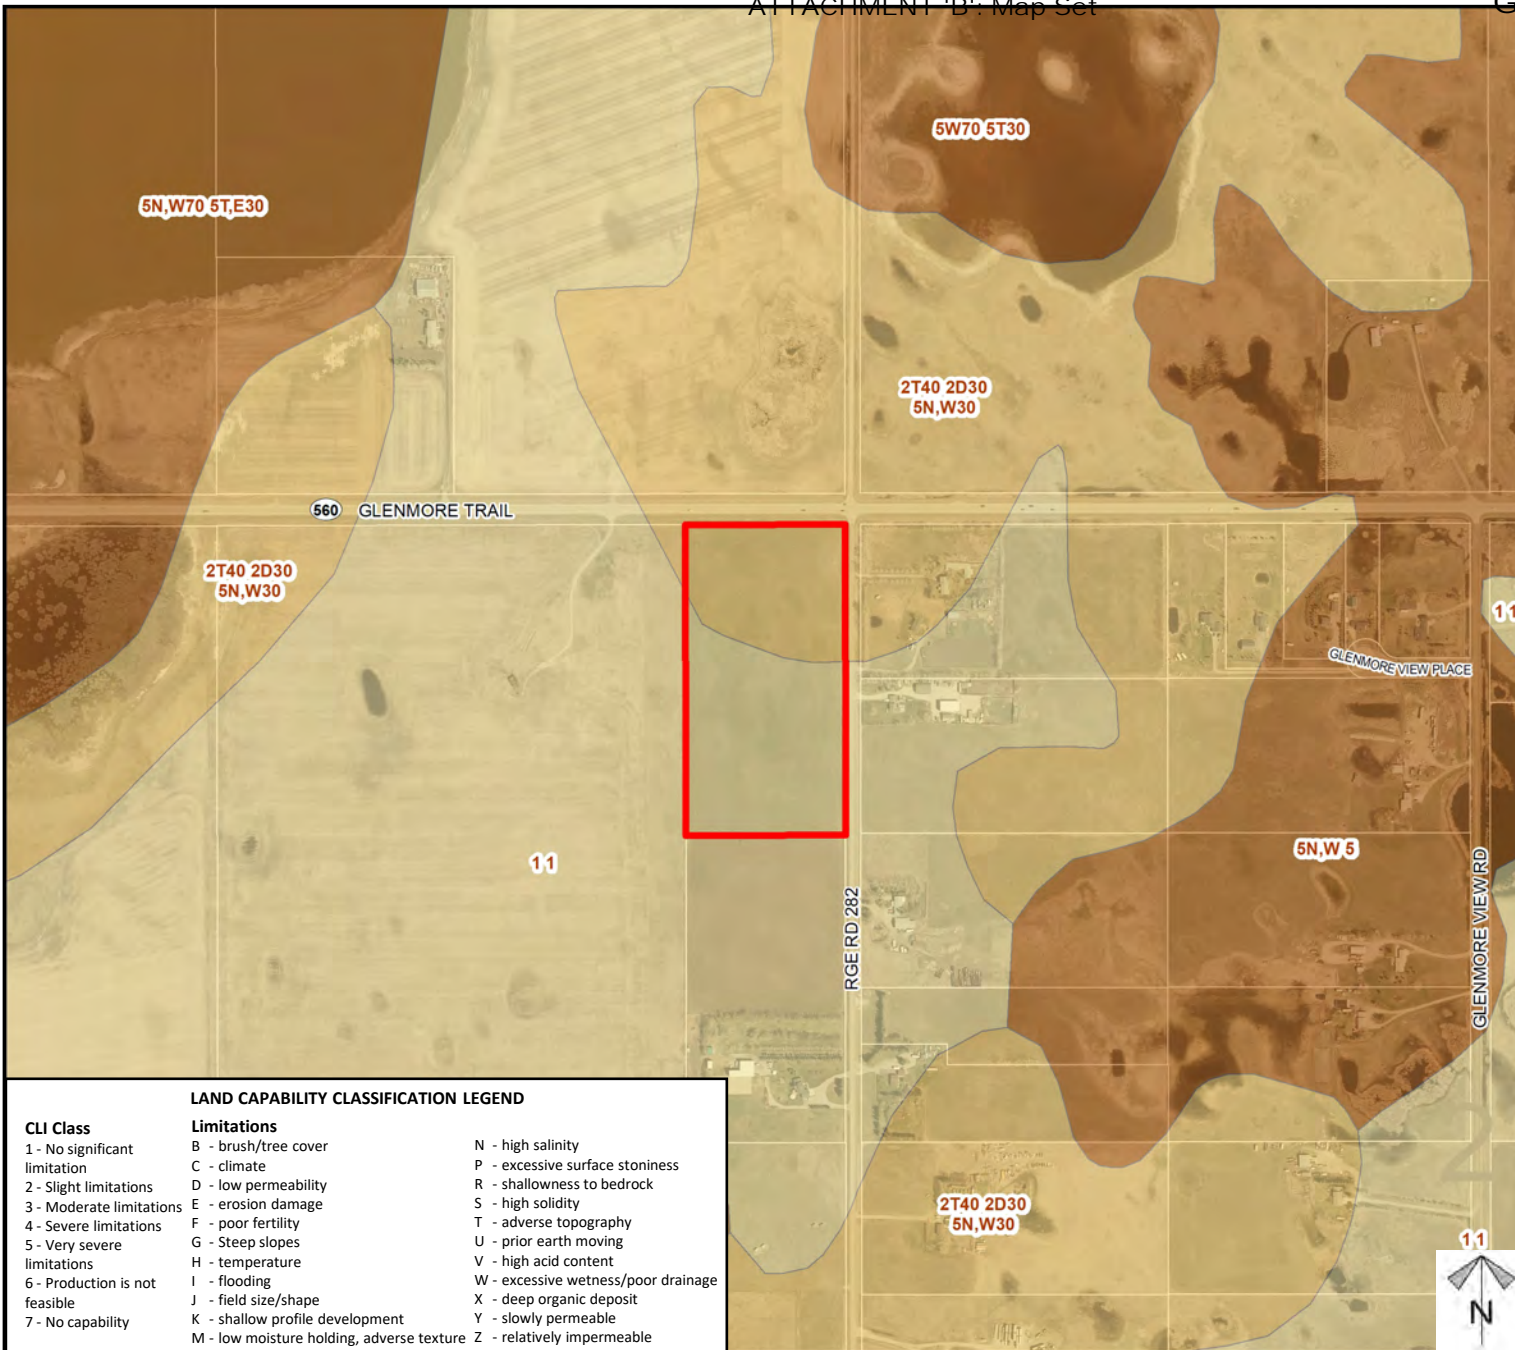 ATTACHMENT 'B': Map Set
5W70 5T30
5N,W70 5T,E30
2T40 2D30
5N,W30
560 GLENMORE TRAIL
2T40 2D30
5N,W30
11
GLENMORE VIEW PLACE
11
5N,W 5
RGE RD 282
GLENMORE VIEW RD
2T40 2D30
5N,W30
11
N
LAND CAPABILITY CLASSIFICATION LEGEND
CLI Class
1 - No significant
limitation
2 - Slight limitations
3 - Moderate limitations
4 - Severe limitations
5 - Very severe
limitations
6 - Production is not
feasible
7 - No capability
Limitations
B - brush/tree cover
C - climate
D - low permeability
E - erosion damage
F - poor fertility
G - Steep slopes
H - temperature
I - flooding
J - field size/shape
K - shallow profile development
M - low moisture holding, adverse texture
N - high salinity
P - excessive surface stoniness
R - shallowness to bedrock
S - high solidity
T - adverse topography
U - prior earth moving
V - high acid content
W - excessive wetness/poor drainage
X - deep organic deposit
Y - slowly permeable
Z - relatively impermeable